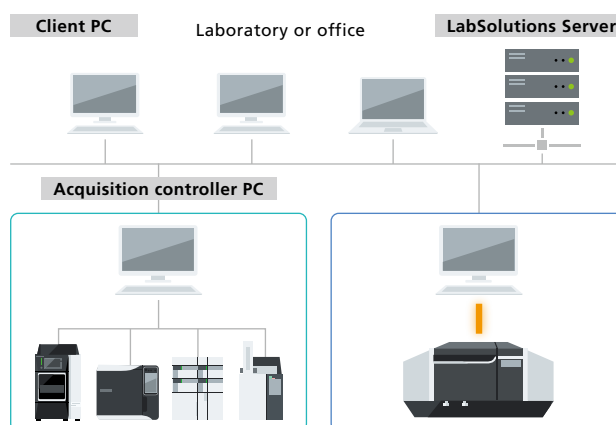 Client PC
Laboratory or office
LabSolutions Server
Acquisition controller PC